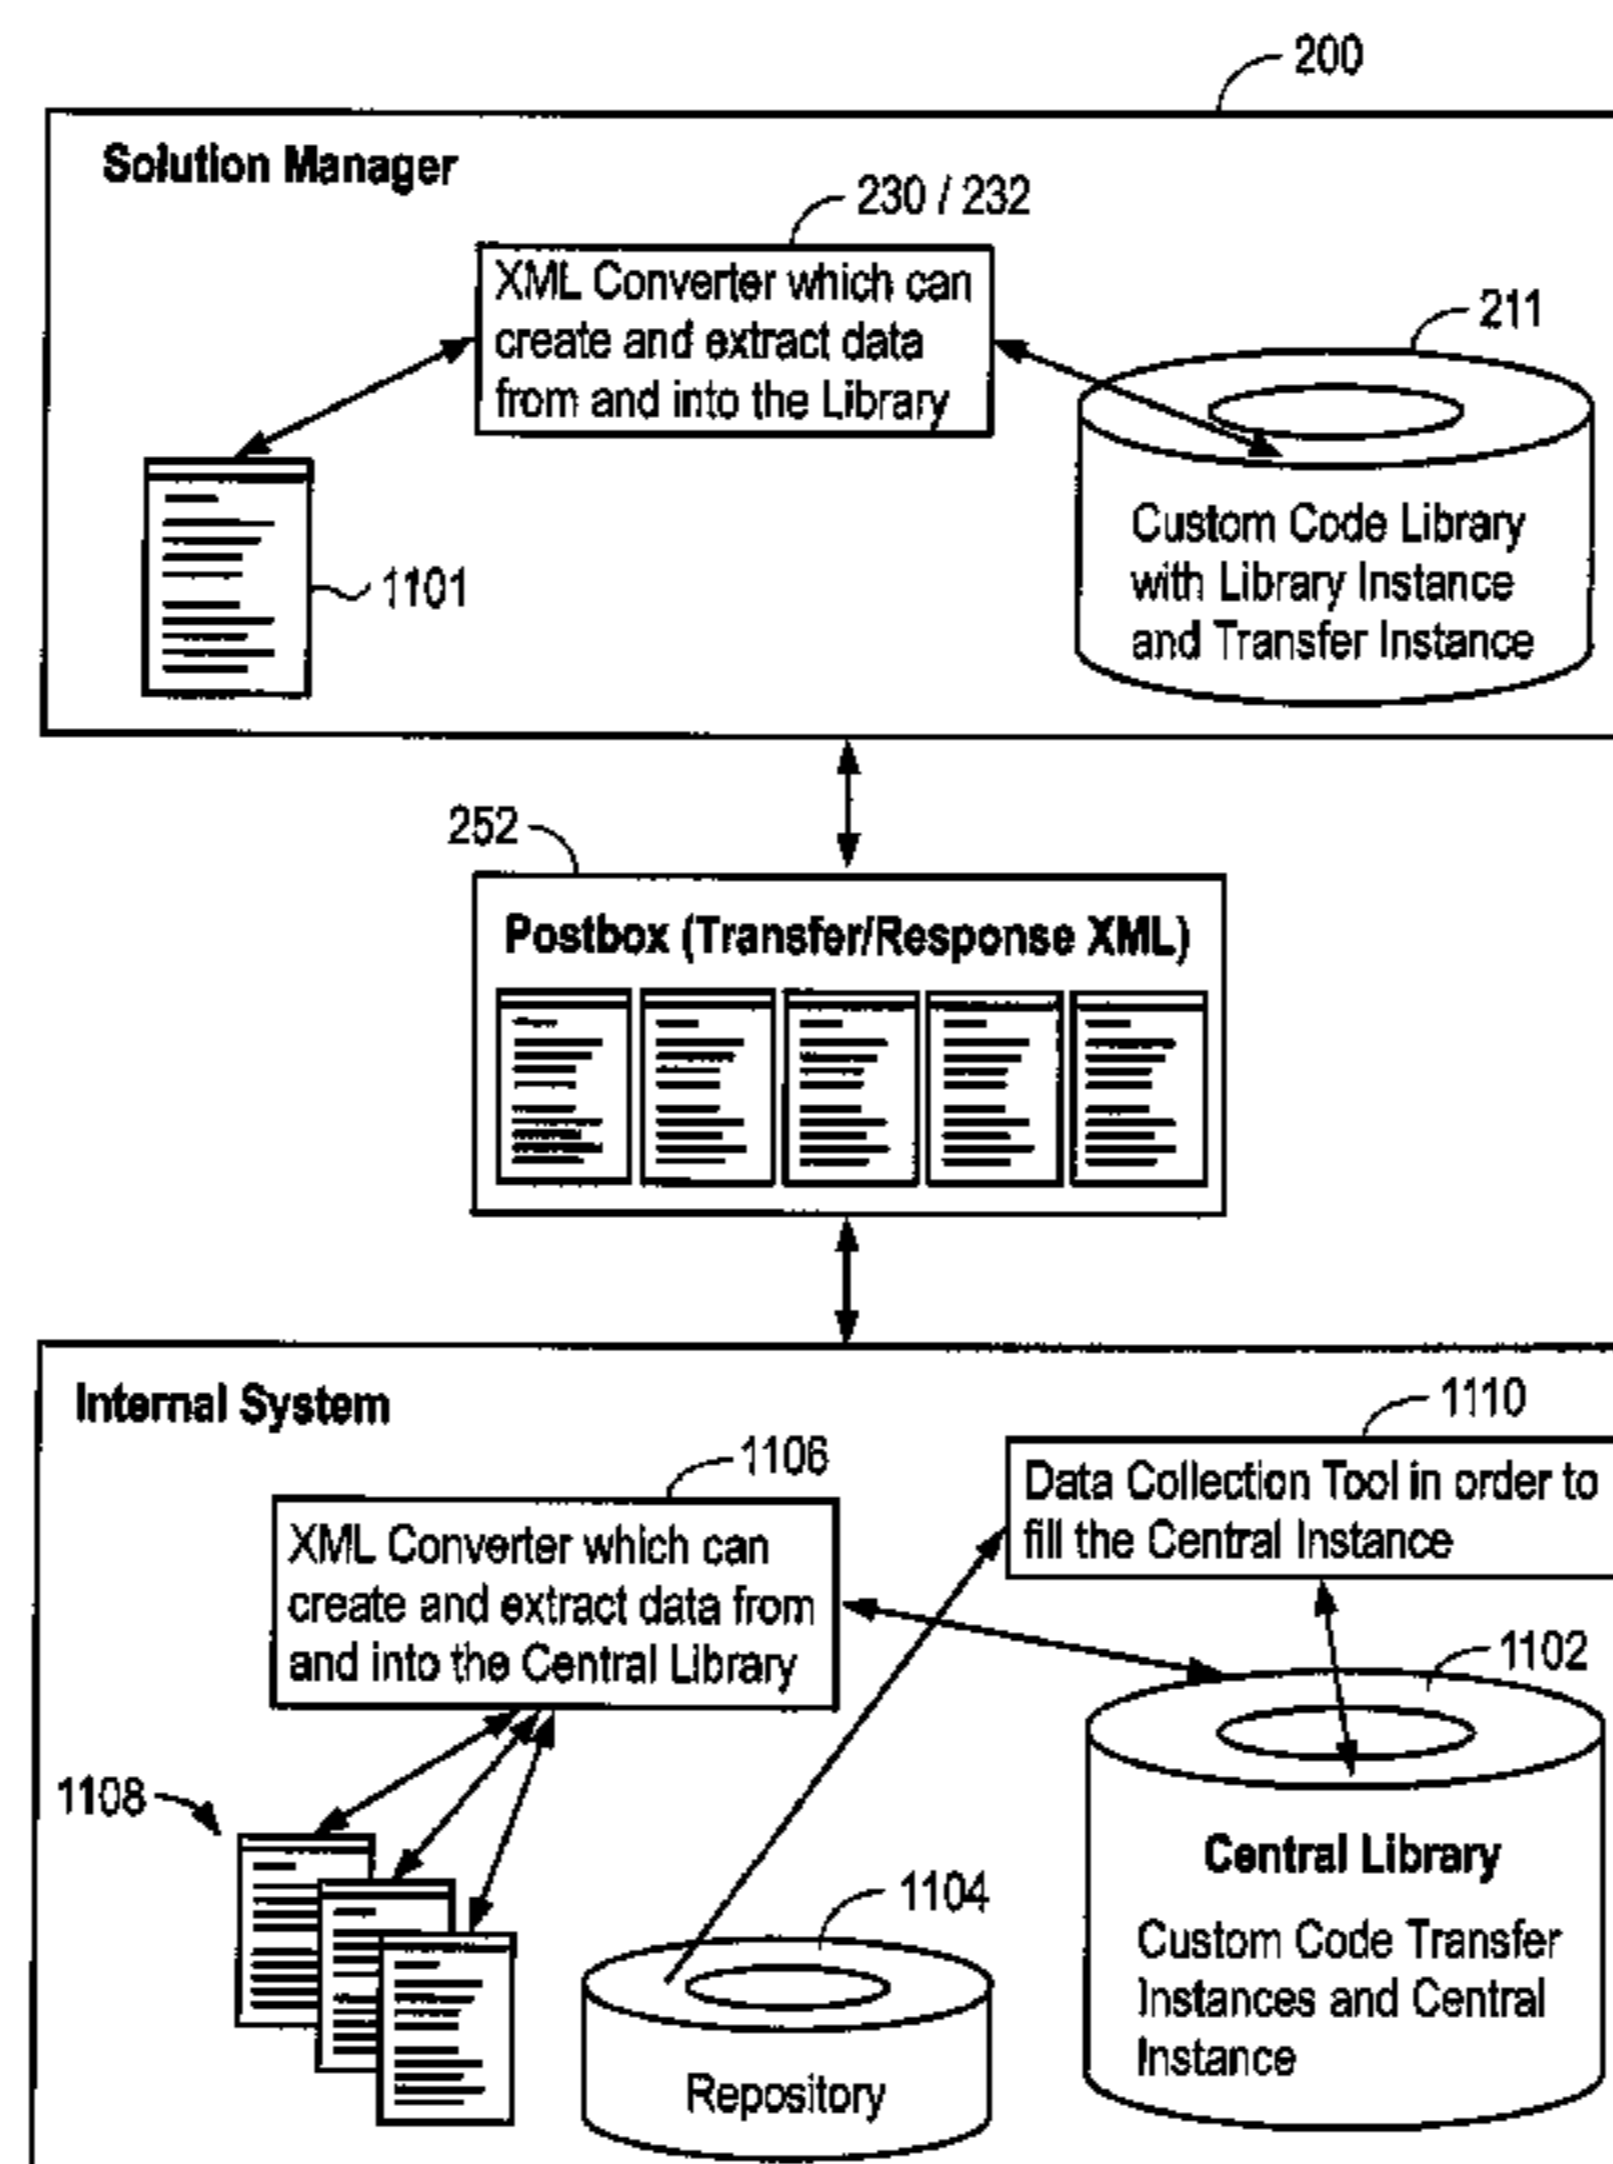 200
Solution Manager
230 / 232
XML Converter which can
create and extract data
from and into the Library
211
Custom Code Library
with Library Instance
and Transfer Instance
1101
252
Postbox (Transfer/Response XML)
Internal System
1110
Data Collection Tool in order to
fill the Central Instance
1106
XML Converter which can
create and extract data from
and into the Central Library
1102
1108
Central Library
Custom Code Transfer
Instances and Central
Instance
1104
Repository